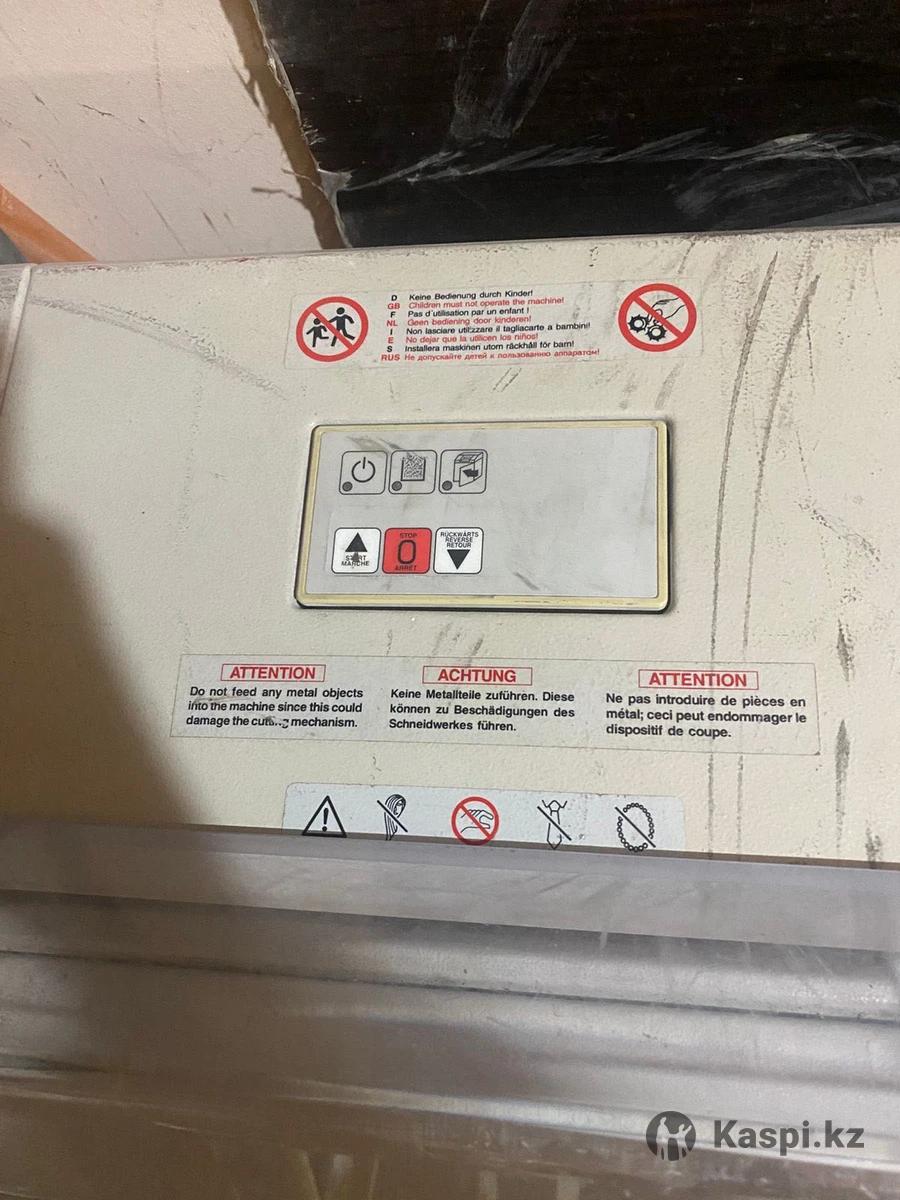 D Keine Bedienung durch Kinder!
GB Children must not operate the machine!
F Pas d'utilisation par un enfant !
NL Geen bediening door kinderen!
I Non lasciare utilizzare il tagliacarte a bambini!
E No dejar que la utilicen los niños!
S Installera maskinen utom räckhåll för barn!
RUS Не допускайте детей к пользованию аппаратом!
START
MARCHE
STOP
0
ARRÊT
RÜCKWÄRTS
REVERSE
RETOUR
ATTENTION
Do not feed any metal objects
into the machine since this could
damage the cutting mechanism.
ACHTUNG
Keine Metallteile zuführen. Diese
können zu Beschädigungen des
Schneidwerkes führen.
ATTENTION
Ne pas introduire de pièces en
métal; ceci peut endommager le
dispositif de coupe.
Kaspi.kz